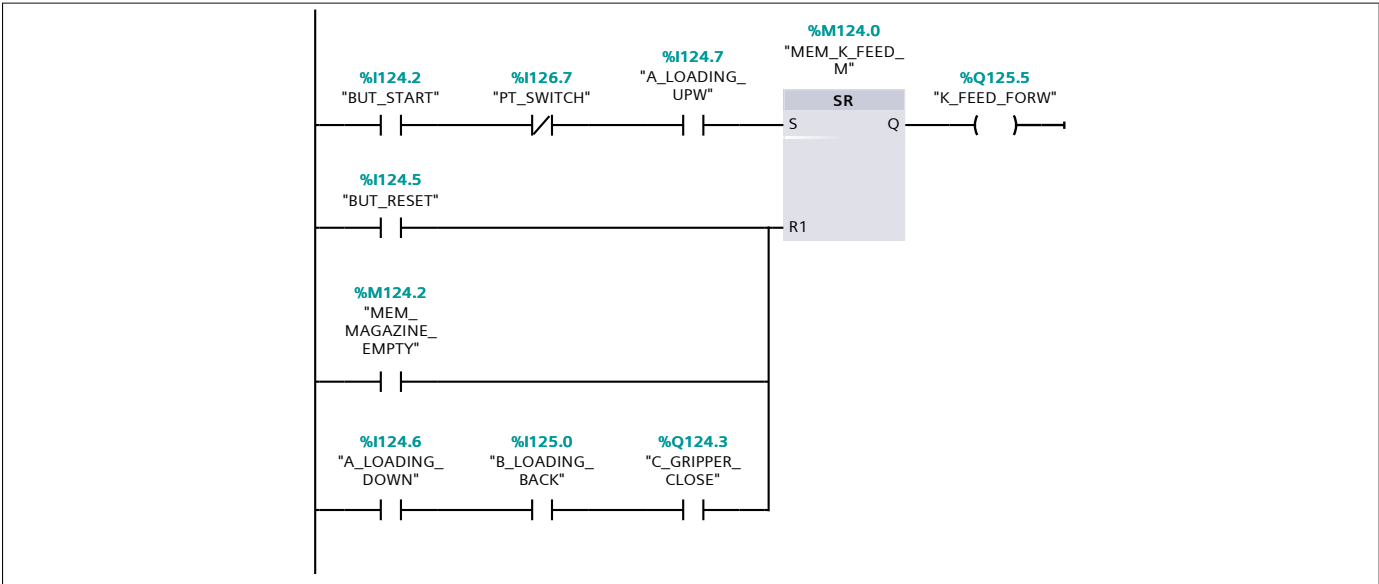 %M124.0
"MEM_K_FEED_
M"
%I124.2
"BUT_START"
%I126.7
"PT_SWITCH"
%I124.7
"A_LOADING_
UPW"
SR
%Q125.5
"K_FEED_FORW"
S
Q
%I124.5
"BUT_RESET"
R1
%M124.2
"MEM_
MAGAZINE_
EMPTY"
%I124.6
"A_LOADING_
DOWN"
%I125.0
"B_LOADING_
BACK"
%Q124.3
"C_GRIPPER_
CLOSE"